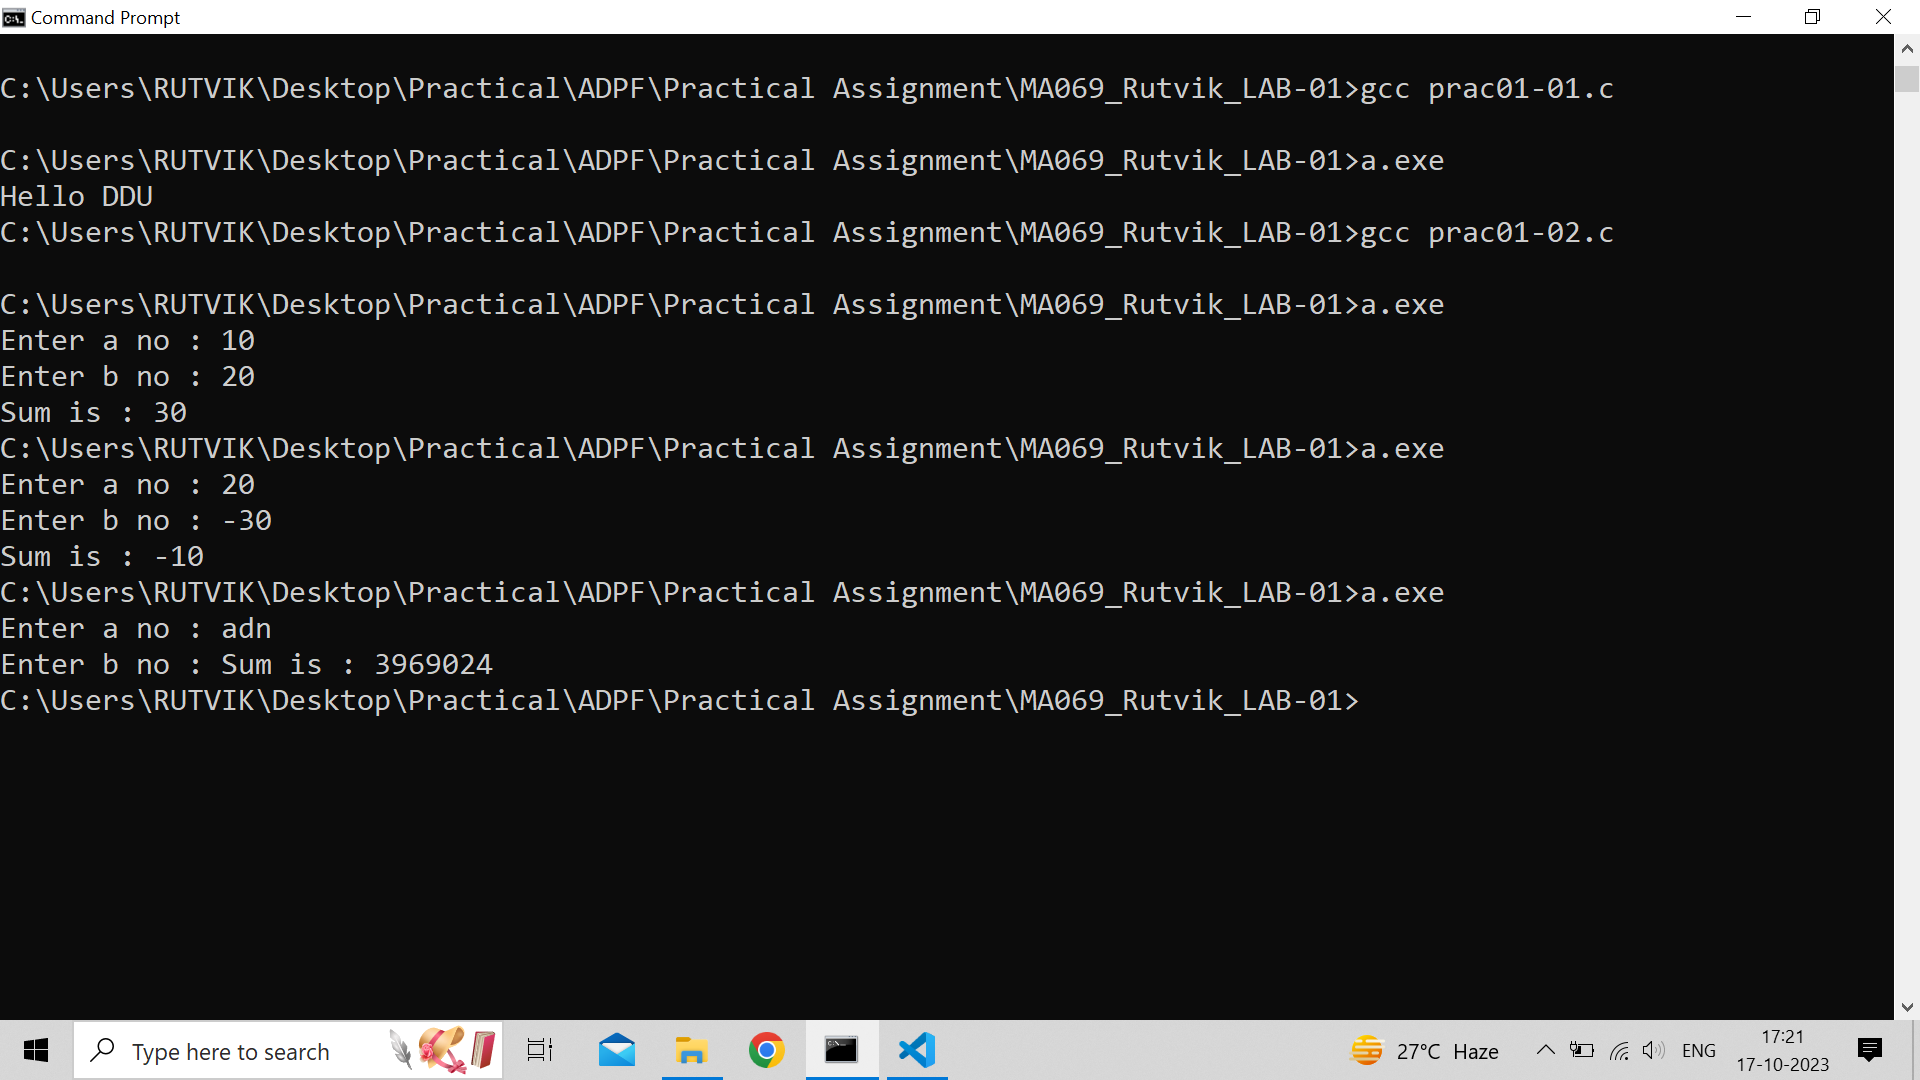 Command Prompt
C:\Users\RUTVIK\Desktop\Practical\ADPF\Practical Assignment\MA069_Rutvik_LAB-01>gcc prac01-01.c
C:\Users\RUTVIK\Desktop\Practical\ADPF\Practical Assignment\MA069_Rutvik_LAB-01>a.exe
Hello DDU
C:\Users\RUTVIK\Desktop\Practical\ADPF\Practical Assignment\MA069_Rutvik_LAB-01>gcc prac01-02.c
C:\Users\RUTVIK\Desktop\Practical\ADPF\Practical Assignment\MA069_Rutvik_LAB-01>a.exe
Enter a no : 10
Enter b no : 20
Sum is : 30
C:\Users\RUTVIK\Desktop\Practical\ADPF\Practical Assignment\MA069_Rutvik_LAB-01>a.exe
Enter a no : 20
Enter b no : -30
Sum is : -10
C:\Users\RUTVIK\Desktop\Practical\ADPF\Practical Assignment\MA069_Rutvik_LAB-01>a.exe
Enter a no : adn
Enter b no : Sum is : 3969024
C:\Users\RUTVIK\Desktop\Practical\ADPF\Practical Assignment\MA069_Rutvik_LAB-01>
Type here to search
27°C Haze
ENG
17:21
17-10-2023